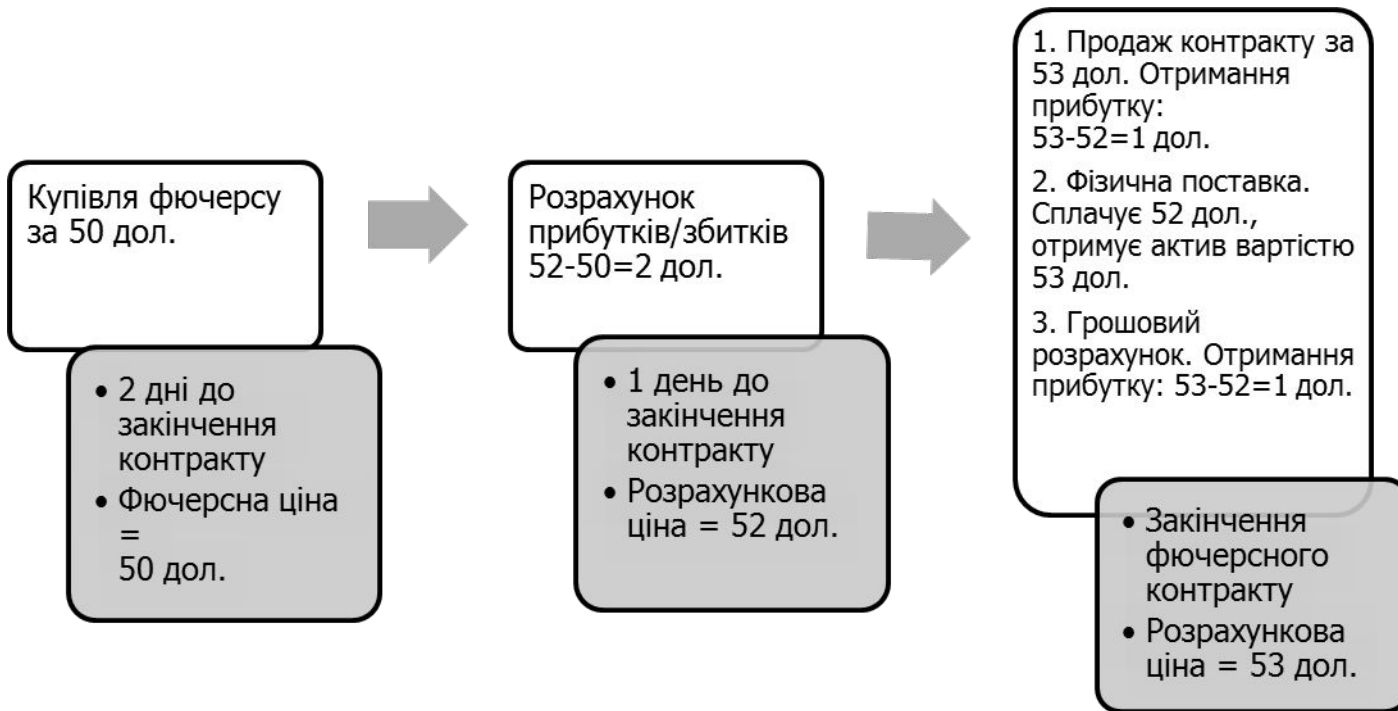 Купівля фючерсу
за 50 дол.
• 2 дні до
закінчення
контракту
• Фючерсна ціна
=
50 дол.
Розрахунок
прибутків/збитків
52-50=2 дол.
• 1 день до
закінчення
контракту
• Розрахункова
ціна = 52 дол.
1. Продаж контракту за
53 дол. Отримання
прибутку:
53-52=1 дол.
2. Фізична поставка.
Сплачує 52 дол.,
отримує актив вартістю
53 дол.
3. Грошовий
розрахунок. Отримання
прибутку: 53-52=1 дол.
• Закінчення
фючерсного
контракту
• Розрахункова
ціна = 53 дол.